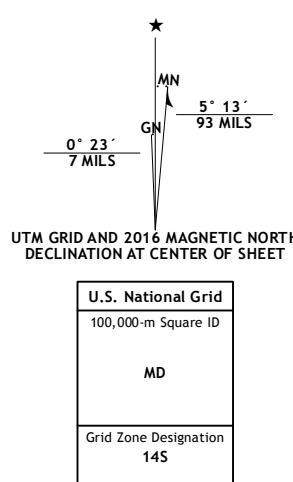 ★
MN
5° 13´
93 MILS
GN
0° 23´
7 MILS
UTM GRID AND 2016 MAGNETIC NORTH
DECLINATION AT CENTER OF SHEET
U.S. National Grid
100,000-m Square ID
MD
Grid Zone Designation
14S